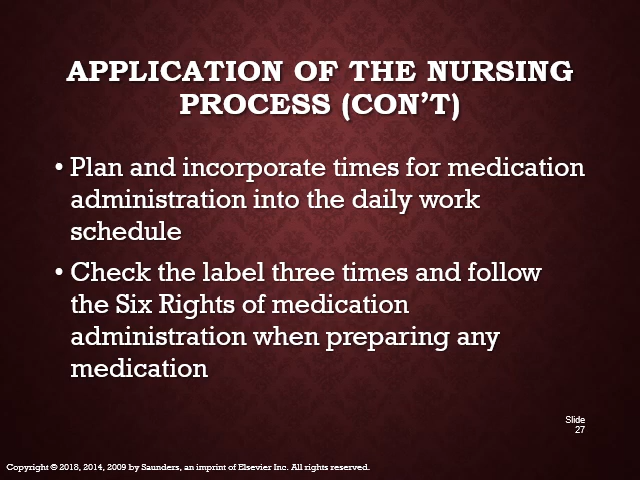 APPLICATION OF THE NURSING
PROCESS (CON’T)
• Plan and incorporate times for medication
administration into the daily work
schedule
• Check the label three times and follow
the Six Rights of medication
administration when preparing any
medication
Slide
27
Copyright © 2018, 2014, 2009 by Saunders, an imprint of Elsevier Inc. All rights reserved.